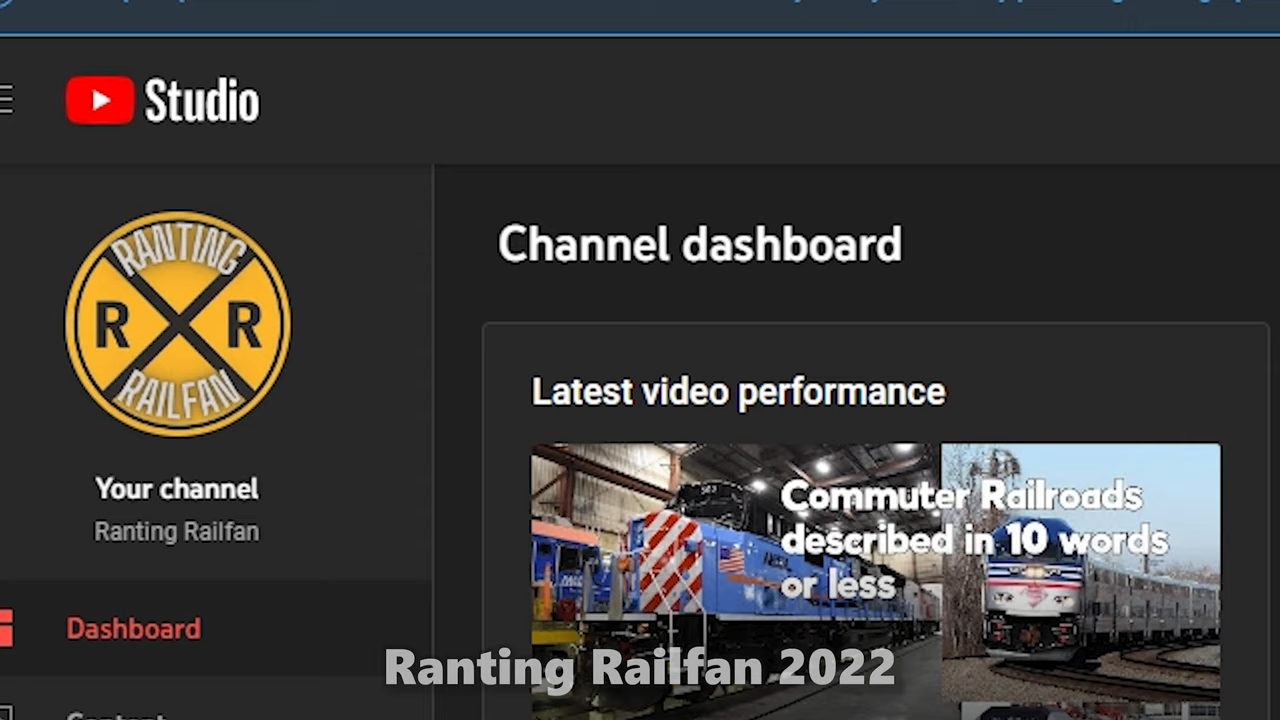 Studio
RANTING
R R
RAILFAN
Your channel
Ranting Railfan
Dashboard
Channel dashboard
Latest video performance
Commuter Railroads
described in 10 words
or less
Ranting Railfan 2022